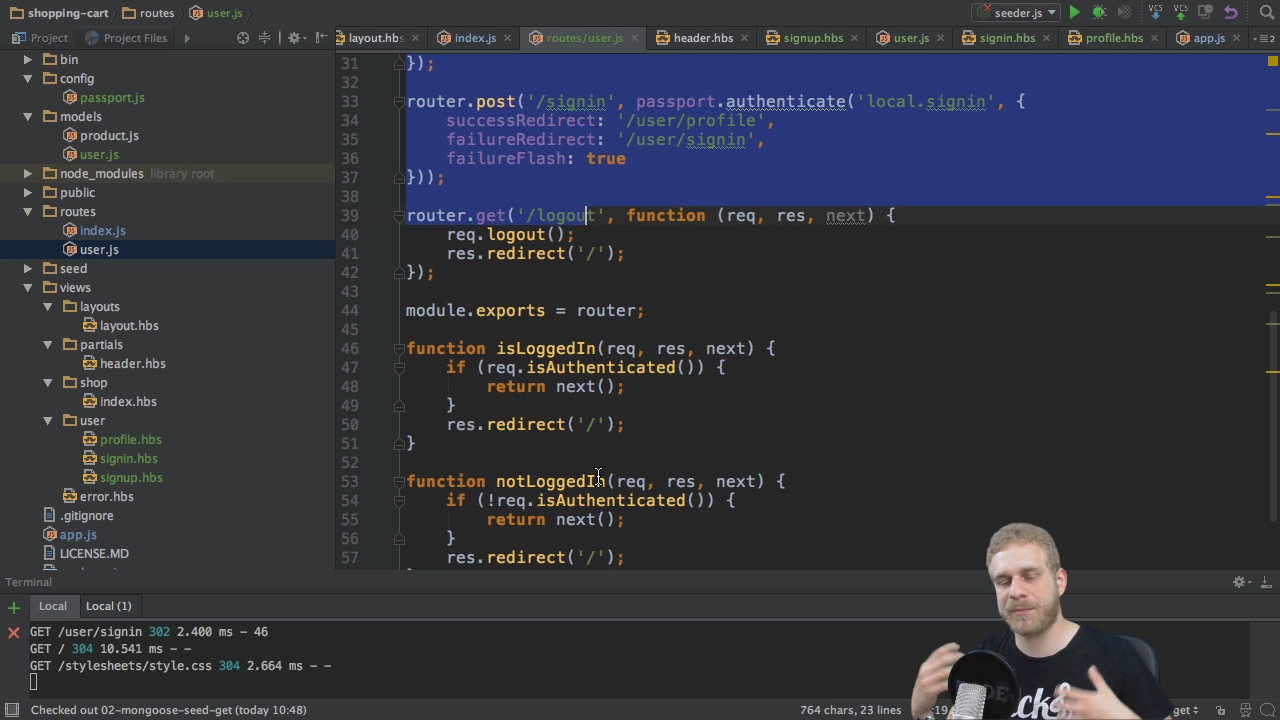 shopping-cart routes user.js seeder.js VCS VCS
Project Project Files layout.hbs index.js routes/user.js header.hbs signup.hbs user.js signin.hbs profile.hbs app.js 2
bin
config
passport.js
models
product.js
user.js
node_modules library root
public
routes
index.js
user.js
seed
views
layouts
layout.hbs
partials
header.hbs
shop
index.hbs
user
profile.hbs
signin.hbs
signup.hbs
error.hbs
.gitignore
app.js
LICENSE.MD
31 });
32
33 router.post('/signin', passport.authenticate('local.signin', {
34 successRedirect: '/user/profile',
35 failureRedirect: '/user/signin',
36 failureFlash: true
37 }));
38
39 router.get('/logout', function (req, res, next) {
40 req.logout();
41 res.redirect('/');
42 });
43
44 module.exports = router;
45
46 function isLoggedIn(req, res, next) {
47 if (req.isAuthenticated()) {
48 return next();
49 }
50 res.redirect('/');
51 }
52
53 function notLoggedIn(req, res, next) {
54 if (!req.isAuthenticated()) {
55 return next();
56 }
57 res.redirect('/');
Terminal
Local Local (1)
GET /user/signin 302 2.400 ms - 46
GET / 304 10.541 ms - -
GET /stylesheets/style.css 304 2.664 ms - -
Checked out 02-mongoose-seed-get (today 10:48) 764 chars, 23 lines